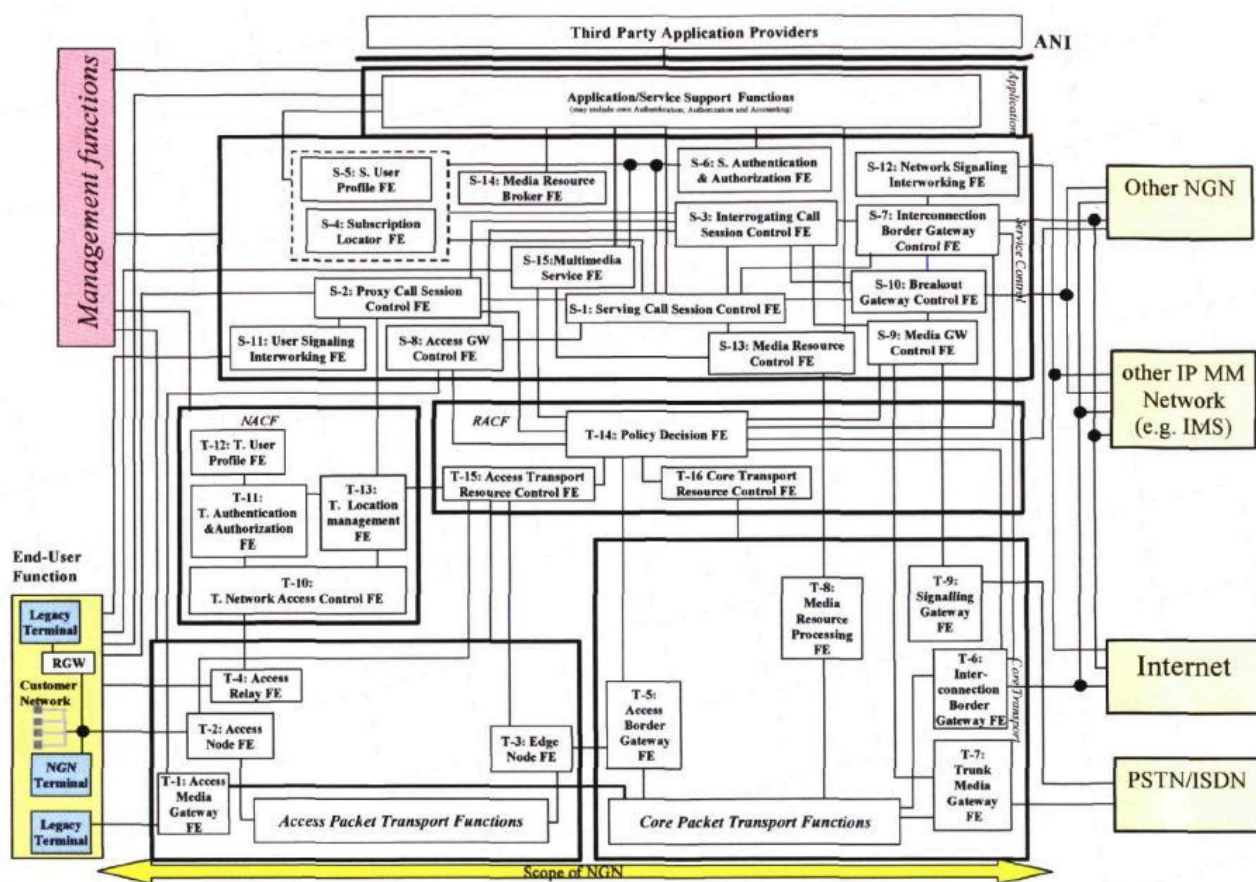 Third Party Application Providers
ANI
Management functions
Application/Service Support Functions
(may include own Authentication, Authorization and Accounting)
Application
S-5: S. User
Profile FE
S-4: Subscription
Locator FE
S-14: Media Resource
Broker FE
S-6: S. Authentication
& Authorization FE
S-12: Network Signaling
Interworking FE
S-3: Interrogating Call
Session Control FE
S-7: Interconnection
Border Gateway
Control FE
Service Control
S-15:Multimedia
Service FE
S-2: Proxy Call Session
Control FE
S-1: Serving Call Session Control FE
S-10: Breakout
Gateway Control FE
S-11: User Signaling
Interworking FE
S-8: Access GW
Control FE
S-13: Media Resource
Control FE
S-9: Media GW
Control FE
Other NGN
other IP MM
Network
(e.g. IMS)
Internet
PSTN/ISDN
NACF
T-12: T. User
Profile FE
T-11:
T. Authentication
&Authorization
FE
T-13:
T. Location
management
FE
T-10:
T. Network Access Control FE
RACF
T-14: Policy Decision FE
T-15: Access Transport
Resource Control FE
T-16 Core Transport
Resource Control FE
End-User
Function
Legacy
Terminal
RGW
Customer
Network
NGN
Terminal
Legacy
Terminal
T-4: Access
Relay FE
T-2: Access
Node FE
T-1: Access
Media
Gateway
FE
T-3: Edge
Node FE
Access Packet Transport Functions
T-5:
Access
Border
Gateway
FE
T-8:
Media
Resource
Processing
FE
T-9:
Signalling
Gateway
FE
T-6:
Inter-
connection
Border
Gateway FE
Core Transport
T-7:
Trunk
Media
Gateway
FE
Core Packet Transport Functions
Scope of NGN